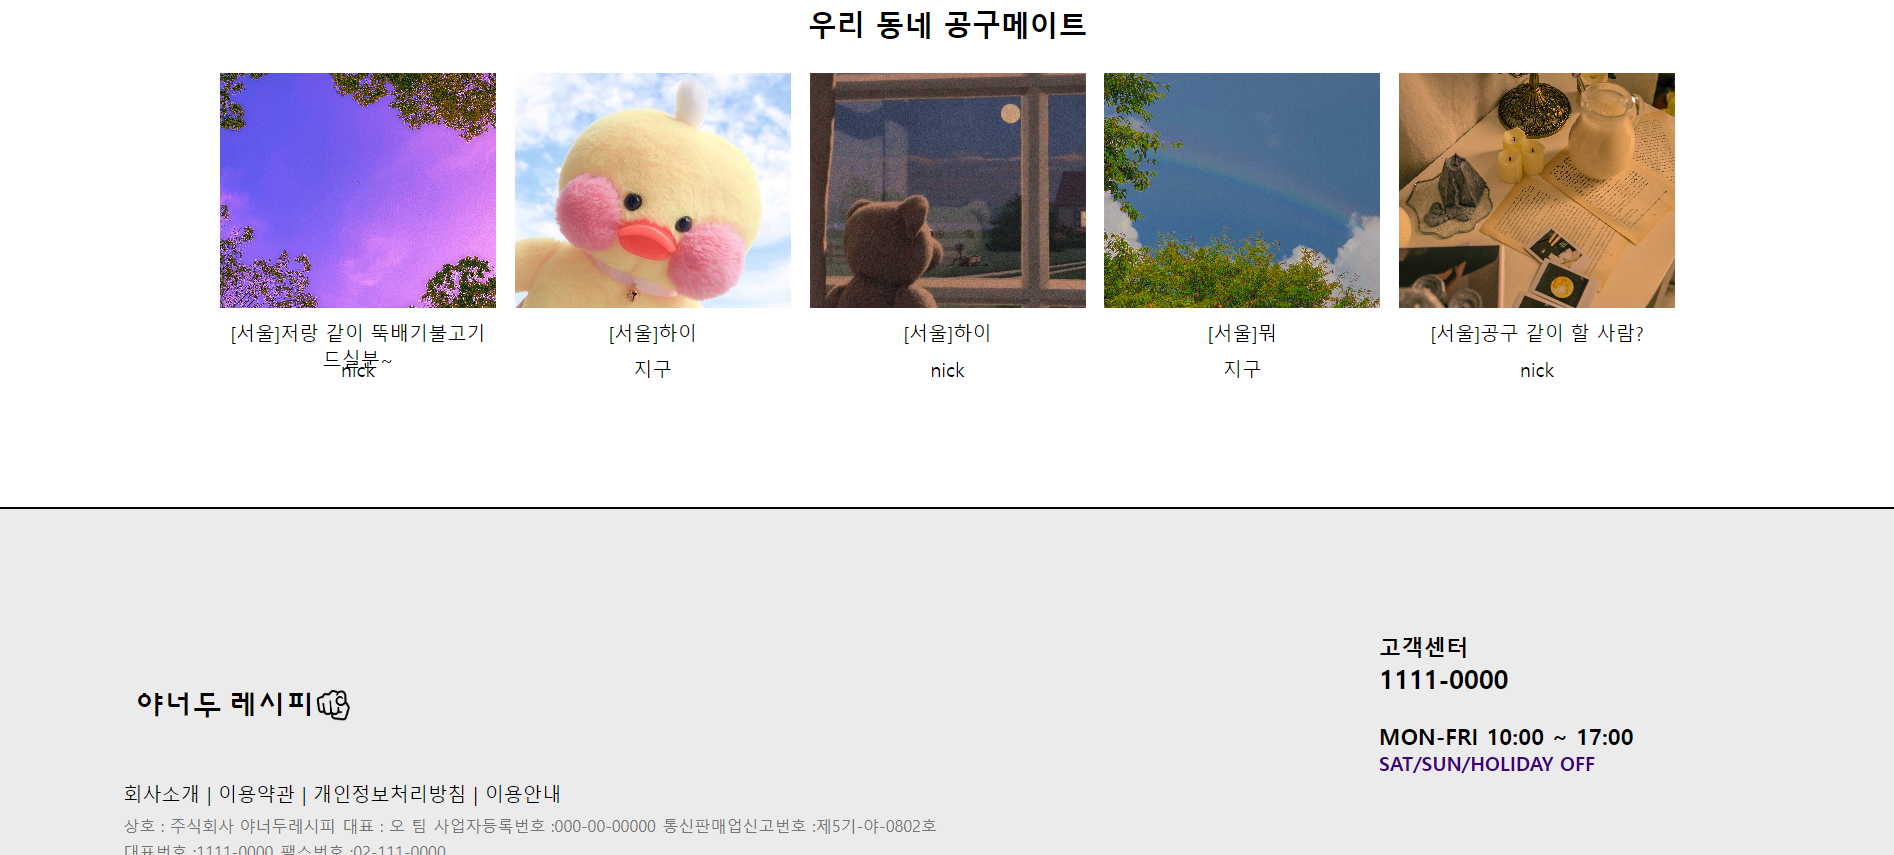 우리 동네 공구메이트
[서울]저랑 같이 뚝배기불고기
드실분~
nick
[서울]하이
지구
[서울]하이
nick
[서울]뭐
지구
[서울]공구 같이 할 사람?
nick
고객센터
1111-0000
MON-FRI 10:00 ~ 17:00
SAT/SUN/HOLIDAY OFF
야너두 레시피
회사소개 | 이용약관 | 개인정보처리방침 | 이용안내
상호 : 주식회사 야너두레시피 대표 : 오 팀 사업자등록번호 :000-00-00000 통신판매업신고번호 :제5기-야-0802호
대표번호 :1111-0000 팩스번호 :02-111-0000